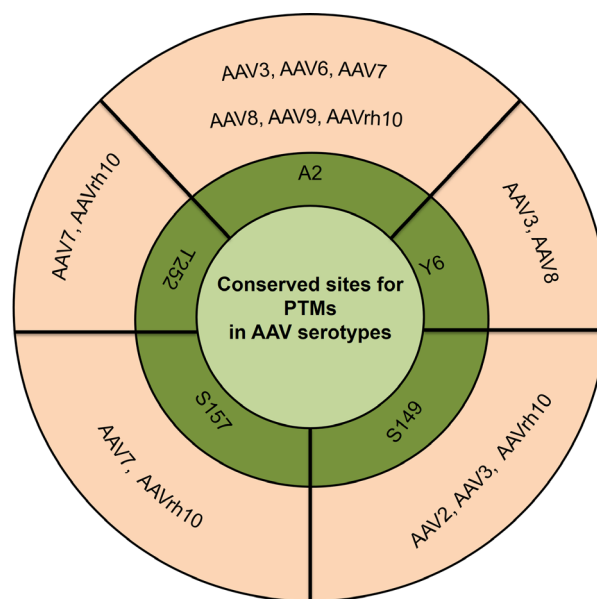 AAV3, AAV6, AAV7
AAV8, AAV9, AAVrh10
A2
AAV7, AAVrh10
T252
Y6
AAV3, AAV8
Conserved sites for
PTMs
in AAV serotypes
S157
S149
AAV7, AAVrh10
AAV2, AAV3, AAVrh10